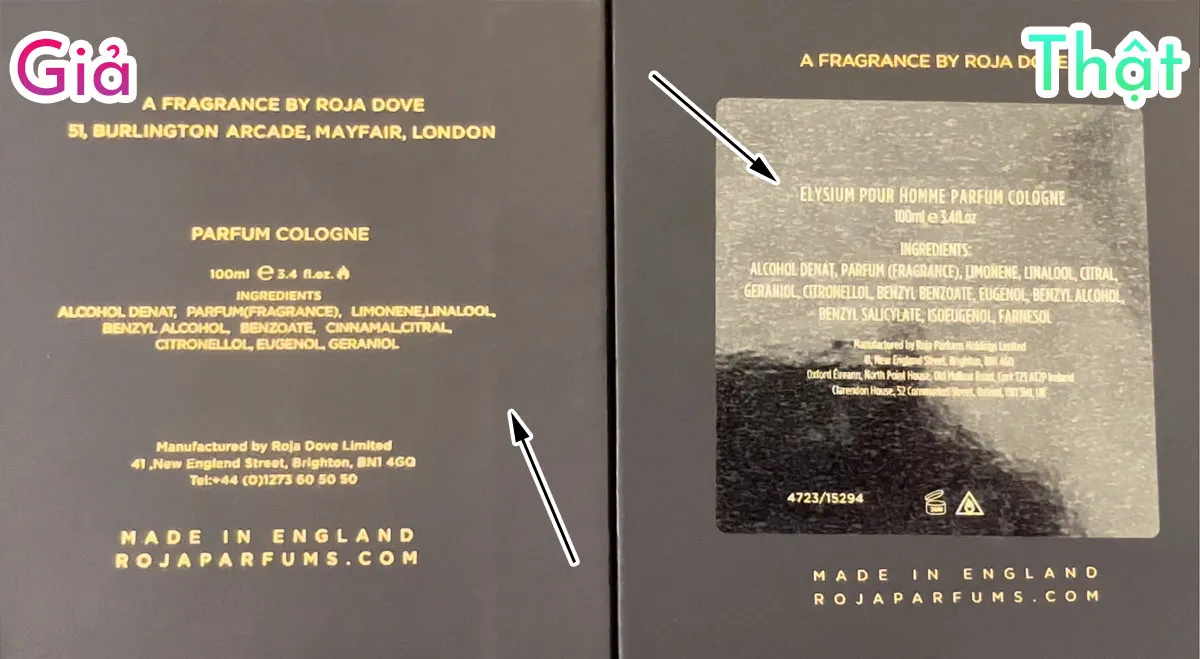 Giả
A FRAGRANCE BY ROJA DOVE
51, BURLINGTON ARCADE, MAYFAIR, LONDON
PARFUM COLOGNE
100ml ℮ 3.4 fl.oz.
INGREDIENTS
ALCOHOL DENAT, PARFUM(FRAGRANCE), LIMONENE,LINALOOL,
BENZYL ALCOHOL, BENZOATE, CINNAMAL,CITRAL,
CITRONELLOL, EUGENOL, GERANIOL
Manufactured by Roja Dove Limited
41 ,New England Street, Brighton, BN1 4GQ
Tel:+44 (0)1273 60 50 50
MADE IN ENGLAND
ROJAPARFUMS.COM
Thật
A FRAGRANCE BY ROJA
ELYSIUM POUR HOMME PARFUM COLOGNE
100ml ℮ 3.4fl.oz
INGREDIENTS:
ALCOHOL DENAT, PARFUM (FRAGRANCE), LIMONENE, LINALOOL, CITRAL,
GERANIOL, CITRONELLOL, BENZYL BENZOATE, EUGENOL, BENZYL ALCOHOL,
BENZYL SALICYLATE, ISOEUGENOL, FARNESOL
Manufactured by Roja Parfums Holdings Limited
New England Street, Brighton, BN1 4GQ
Oxford Éireann, North Point House, Old Mallow Road, Cork T23 AT2P Ireland
Clarendon House, 52 Cornmarket Street, Oxford, UK
4723/15294
MADE IN ENGLAND
ROJAPARFUMS.COM